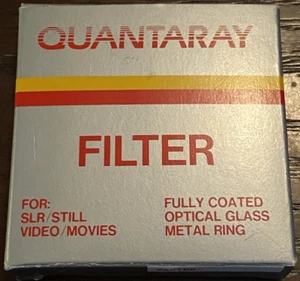 QUANTARAY
FILTER
FOR:
SLR/STILL
VIDEO/MOVIES
FULLY COATED
OPTICAL GLASS
METAL RING